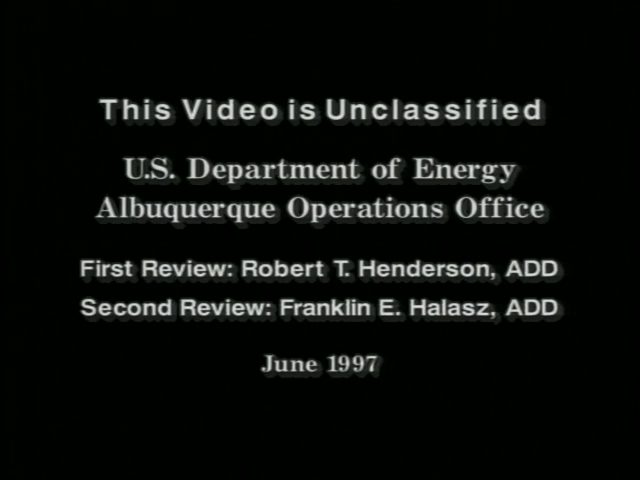 This Video is Unclassified
U.S. Department of Energy
Albuquerque Operations Office
First Review: Robert T. Henderson, ADD
Second Review: Franklin E. Halasz, ADD
June 1997